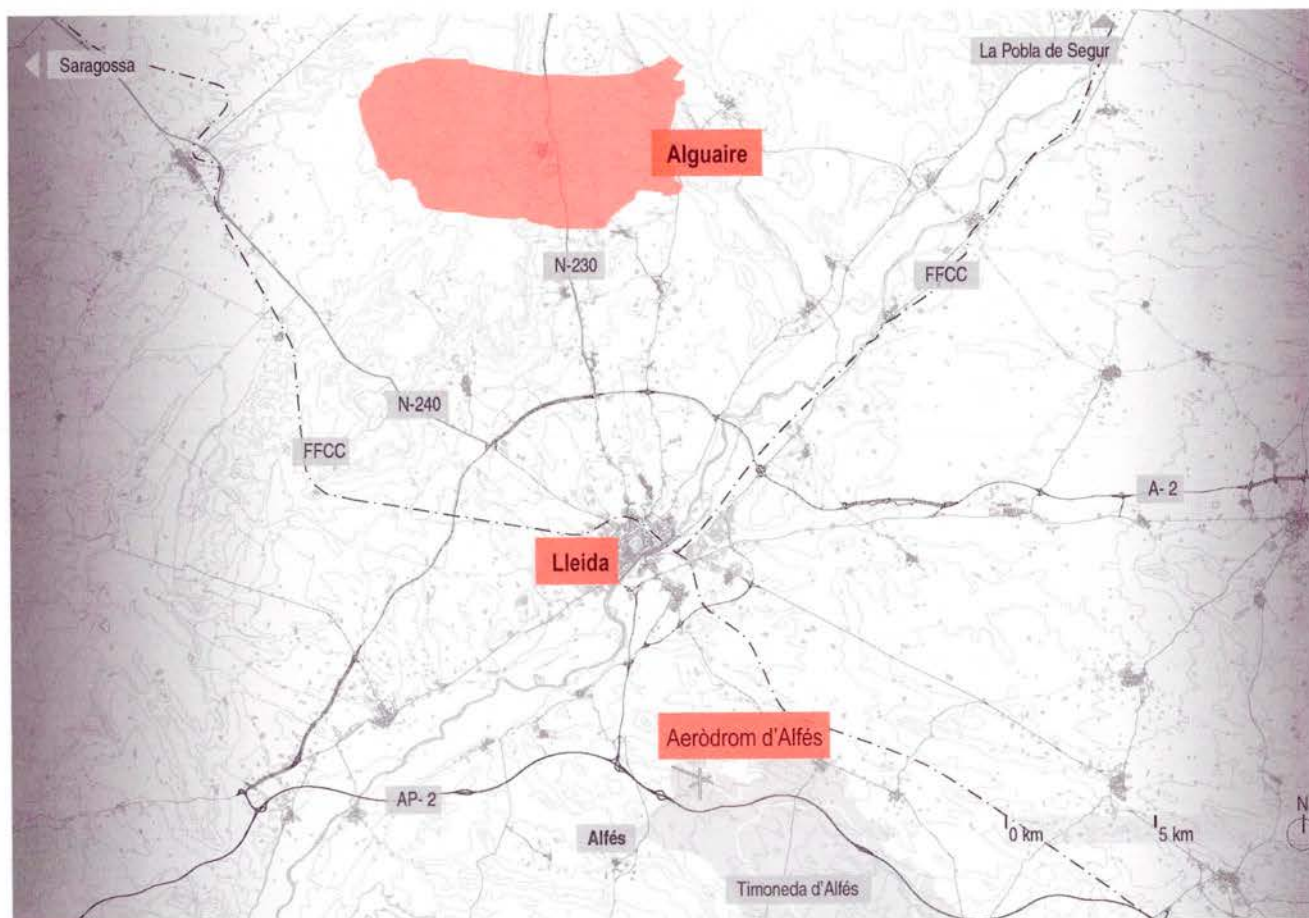 La Pobla de Segur
Saragossa
Alguaire
N-230
FFCC
N-240
FFCC
A- 2
Lleida
Aeròdrom d'Alfés
AP- 2
0 km
5 km
N
Alfés
Timoneda d'Alfés